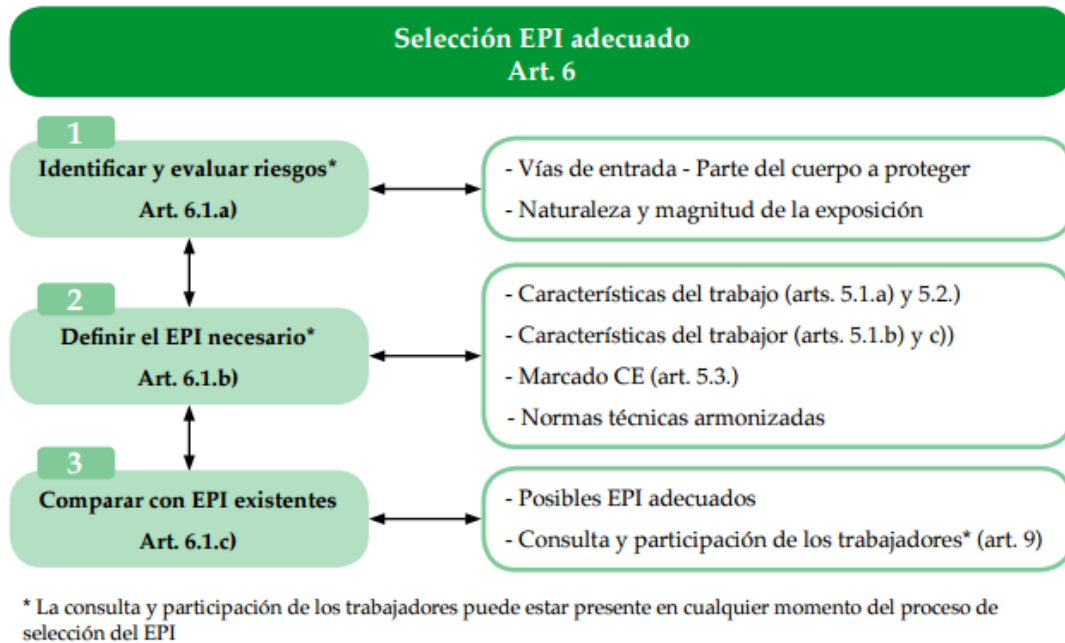 Selección EPI adecuado
Art. 6
1
Identificar y evaluar riesgos*
Art. 6.1.a)
- Vías de entrada - Parte del cuerpo a proteger
- Naturaleza y magnitud de la exposición
2
Definir el EPI necesario*
Art. 6.1.b)
- Características del trabajo (arts. 5.1.a) y 5.2.)
- Características del trabajor (arts. 5.1.b) y c))
- Marcado CE (art. 5.3.)
- Normas técnicas armonizadas
3
Comparar con EPI existentes
Art. 6.1.c)
- Posibles EPI adecuados
- Consulta y participación de los trabajadores* (art. 9)
* La consulta y participación de los trabajadores puede estar presente en cualquier momento del proceso de
selección del EPI